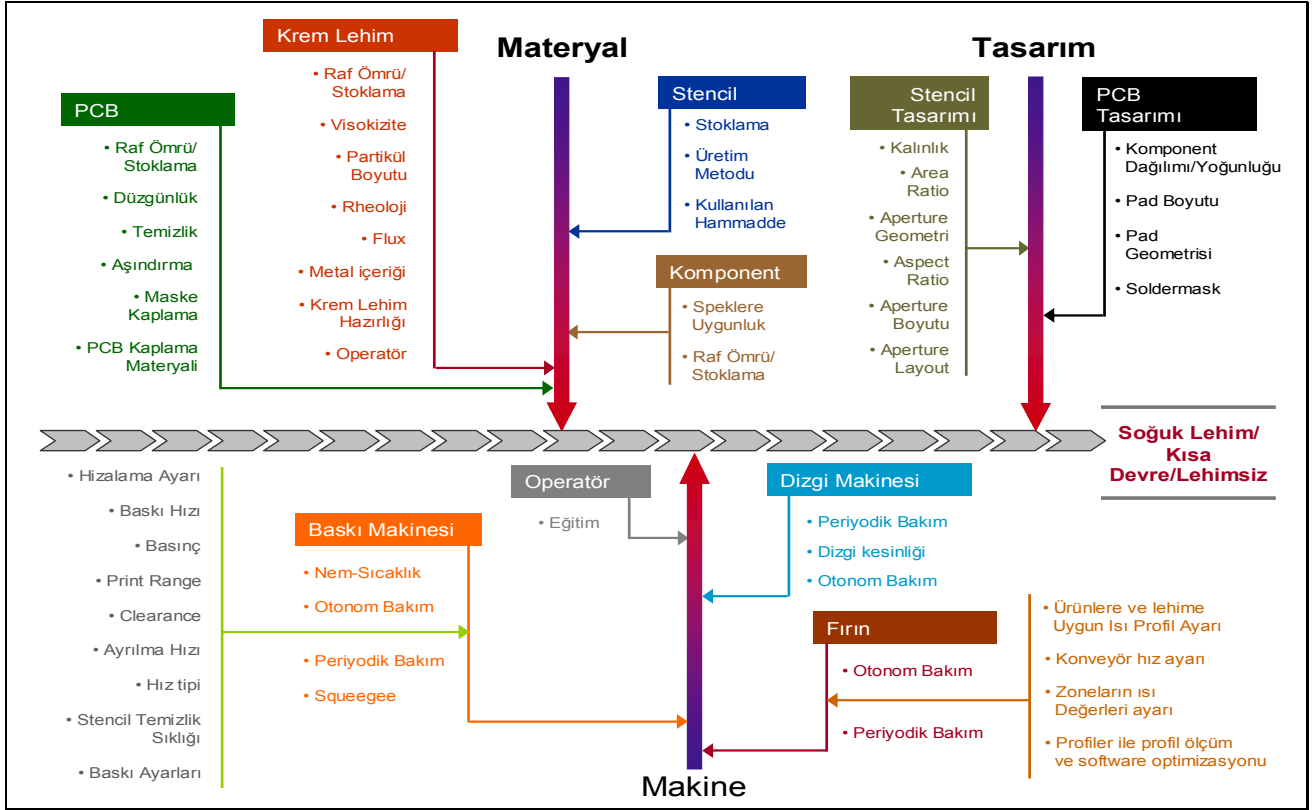 Materyal
Tasarım
Krem Lehim
• Raf Ömrü/
Stoklama
• Visokizite
• Partikül
Boyutu
• Rheoloji
• Flux
• Metal içeriği
• Krem Lehim
Hazırlığı
• Operatör
PCB
• Raf Ömrü/
Stoklama
• Düzgünlük
• Temizlik
• Aşındırma
• Maske
Kaplama
• PCB Kaplama
Materyali
Stencil
• Stoklama
• Üretim
Metodu
• Kullanılan
Hammadde
Komponent
• Speklere
Uygunluk
• Raf Ömrü/
Stoklama
Stencil
Tasarımı
• Kalınlık
• Area
Ratio
• Aperture
Geometri
• Aspect
Ratio
• Aperture
Boyutu
• Aperture
Layout
PCB
Tasarımı
• Komponent
Dağılımı/Yoğunluğu
• Pad Boyutu
• Pad
Geometrisi
• Soldermask
Soğuk Lehim/
Kısa
Devre/Lehimsiz
• Hizalama Ayarı
• Baskı Hızı
• Basınç
• Print Range
• Clearance
• Ayrılma Hızı
• Hız tipi
• Stencil Temizlik
Sıklığı
• Baskı Ayarları
Baskı Makinesi
• Nem-Sıcaklık
• Otonom Bakım
• Periyodik Bakım
• Squeegee
Operatör
• Eğitim
Dizgi Makinesi
• Periyodik Bakım
• Dizgi kesinliği
• Otonom Bakım
Fırın
• Otonom Bakım
• Periyodik Bakım
• Ürünlere ve lehime
Uygun Isı Profil Ayarı
• Konveyör hız ayarı
• Zoneların ısı
Değerleri ayarı
• Profiler ile profil ölçüm
ve software optimizasyonu
Makine